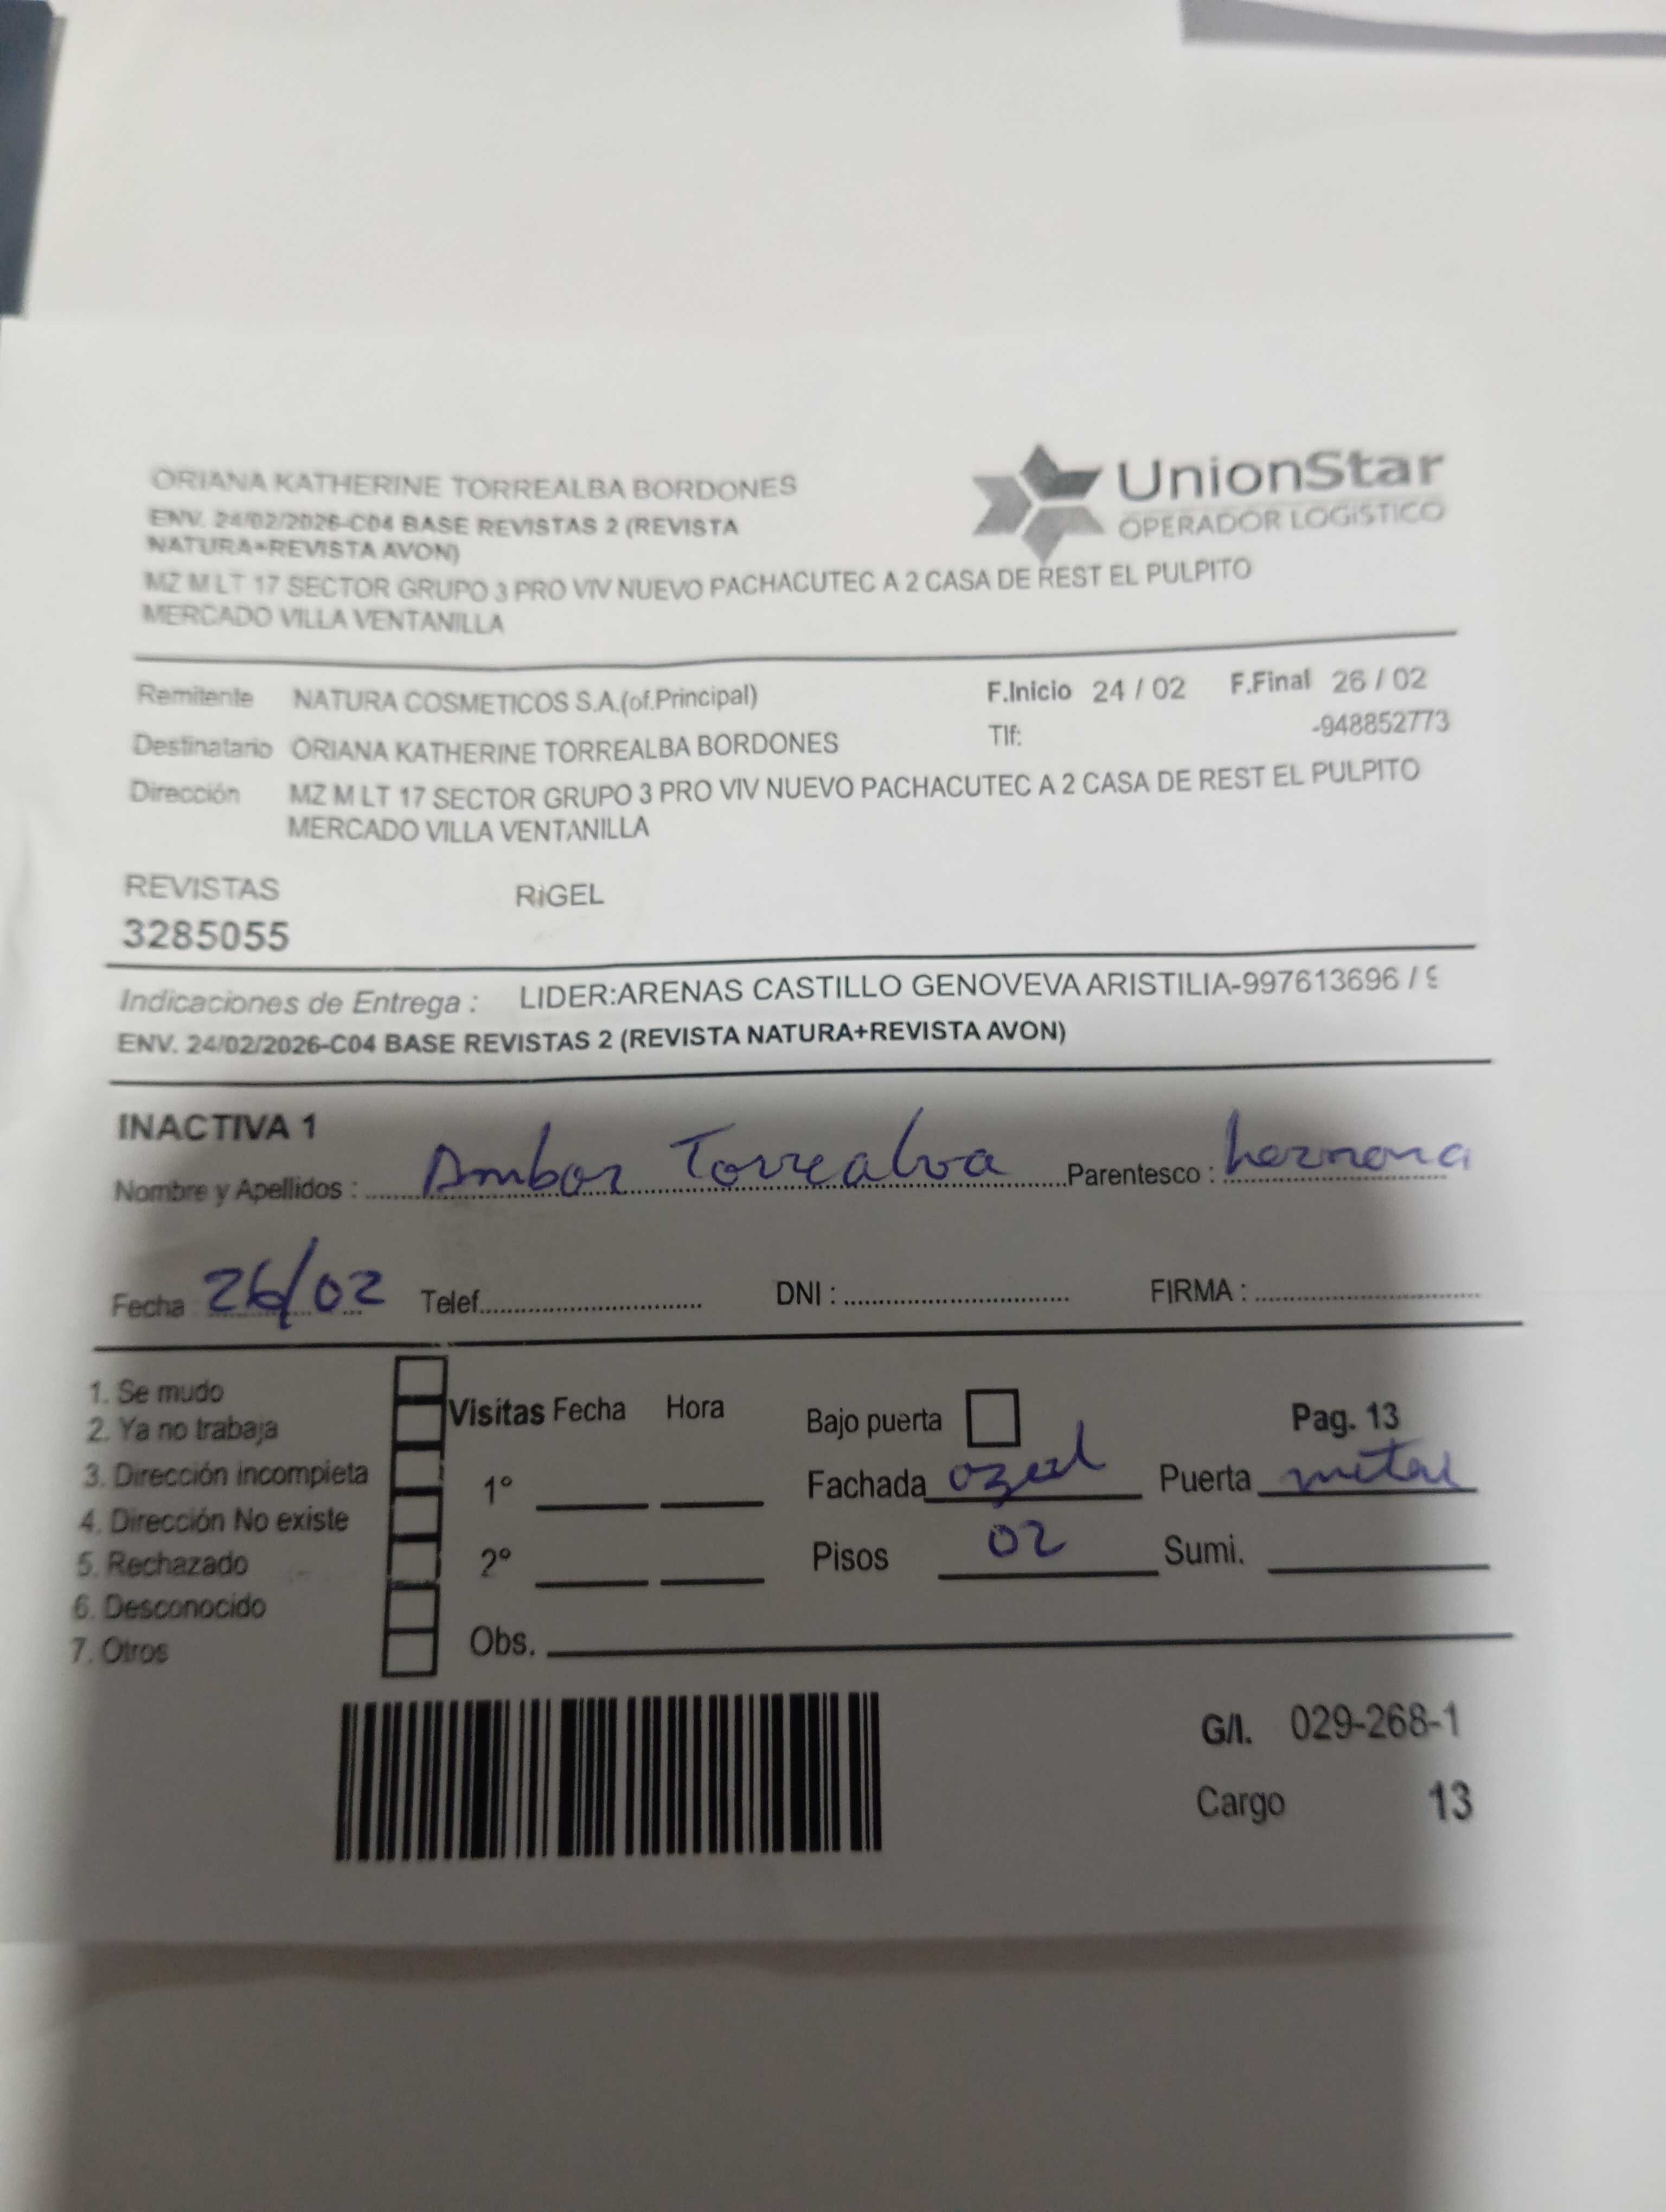 ORIANA KATHERINE TORREALBA BORDONES
UnionStar
OPERADOR LOGÍSTICO
ENV. 24/02/2026-C04 BASE REVISTAS 2 (REVISTA
NATURA+REVISTA AVON)
MZ M LT 17 SECTOR GRUPO 3 PRO VIV NUEVO PACHACUTEC A 2 CASA DE REST EL PULPITO
MERCADO VILLA VENTANILLA
Remitente NATURA COSMETICOS S.A.(of.Principal) F.Inicio 24 / 02 F.Final 26 / 02
Destinatario ORIANA KATHERINE TORREALBA BORDONES Tlf: -948852773
Dirección MZ M LT 17 SECTOR GRUPO 3 PRO VIV NUEVO PACHACUTEC A 2 CASA DE REST EL PULPITO
MERCADO VILLA VENTANILLA
REVISTAS RIGEL
3285055
Indicaciones de Entrega : LIDER:ARENAS CASTILLO GENOVEVA ARISTILIA-997613696 /
ENV. 24/02/2026-C04 BASE REVISTAS 2 (REVISTA NATURA+REVISTA AVON)
INACTIVA 1
Nombre y Apellidos : Ambar Torrealva Parentesco : hermana
Fecha 26/02 Telef. DNI : FIRMA :
1. Se mudo
2. Ya no trabaja
3. Dirección incompleta
4. Dirección No existe
5. Rechazado
6. Desconocido
7. Otros
Visitas Fecha Hora
1°
2°
Obs.
Bajo puerta Pag. 13
Fachada azul Puerta metal
Pisos 02 Sumi.
G/I. 029-268-1
Cargo 13